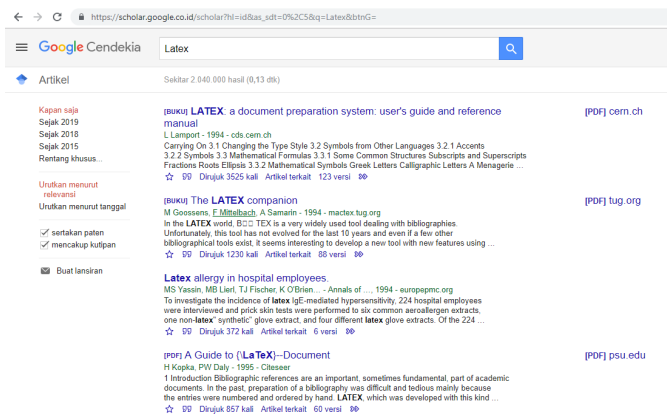 https://scholar.google.co.id/scholar?hl=id&as_sdt=0%2C5&q=Latex&btnG=
Google Cendekia
Latex
Artikel
Sekitar 2.040.000 hasil (0,13 dtk)
Kapan saja
Sejak 2019
Sejak 2018
Sejak 2015
Rentang khusus...
Urutkan menurut
relevansi
Urutkan menurut tanggal
sertakan paten
mencakup kutipan
Buat lansiran
[BUKU] LATEX: a document preparation system: user's guide and reference
manual
L Lamport - 1994 - cds.cern.ch
Carrying On 3.1 Changing the Type Style 3.2 Symbols from Other Languages 3.2.1 Accents
3.2.2 Symbols 3.3 Mathematical Formulas 3.3.1 Some Common Structures Subscripts and Superscripts
Fractions Roots Ellipsis 3.3.2 Mathematical Symbols Greek Letters Calligraphic Letters A Menagerie ...
Dirujuk 3525 kali Artikel terkait 123 versi
[PDF] cern.ch
[BUKU] The LATEX companion
M Goossens, F Mittelbach, A Samarin - 1994 - mactex.tug.org
In the LATEX world, B□□ TEX is a very widely used tool dealing with bibliographies.
Unfortunately, this tool has not evolved for the last 10 years and even if a few other
bibliographical tools exist, it seems interesting to develop a new tool with new features using ...
Dirujuk 1230 kali Artikel terkait 88 versi
[PDF] tug.org
Latex allergy in hospital employees.
MS Yassin, MB Lierl, TJ Fischer, K O'Brien... - Annals of ..., 1994 - europepmc.org
To investigate the incidence of latex IgE-mediated hypersensitivity, 224 hospital employees
were interviewed and prick skin tests were performed to six common aeroallergen extracts,
one non-latex" synthetic" glove extract, and four different latex glove extracts. Of the 224 ...
Dirujuk 372 kali Artikel terkait 6 versi
[PDF] A Guide to {\LaTeX}--Document
H Kopka, PW Daly - 1995 - Citeseer
1 Introduction Bibliographic references are an important, sometimes fundamental, part of academic
documents. In the past, preparation of a bibliography was difficult and tedious mainly because
the entries were numbered and ordered by hand. LATEX, which was developed with this kind ...
Dirujuk 857 kali Artikel terkait 60 versi
[PDF] psu.edu